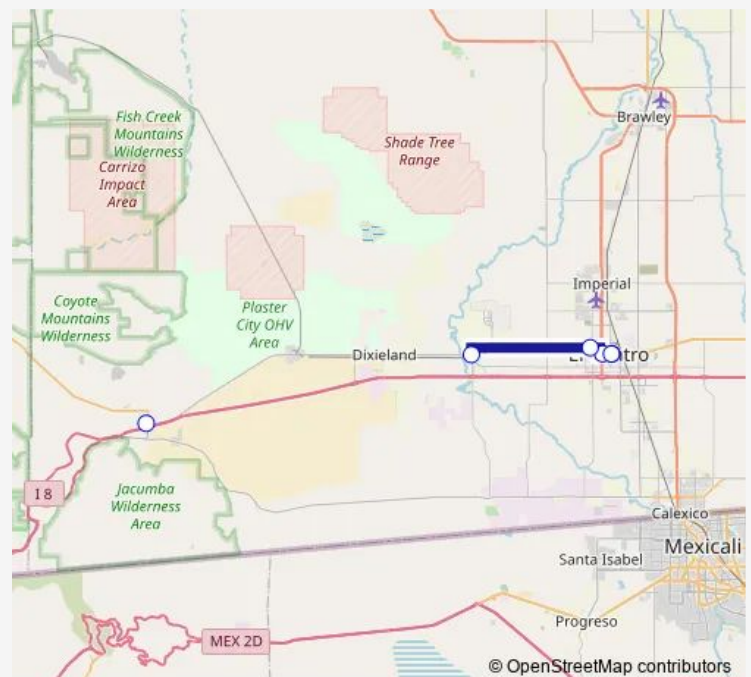 Fish Creek
Mountains
Wilderness
Carrizo
Impact
Area
Shade Tree
Range
Brawley
Imperial
Coyote
Mountains
Wilderness
Plaster
City OHV
Area
Dixieland
I 8
Jacumba
Wilderness
Area
Calexico
Mexicali
Santa Isabel
MEX 2D
Progreso
© OpenStreetMap contributors